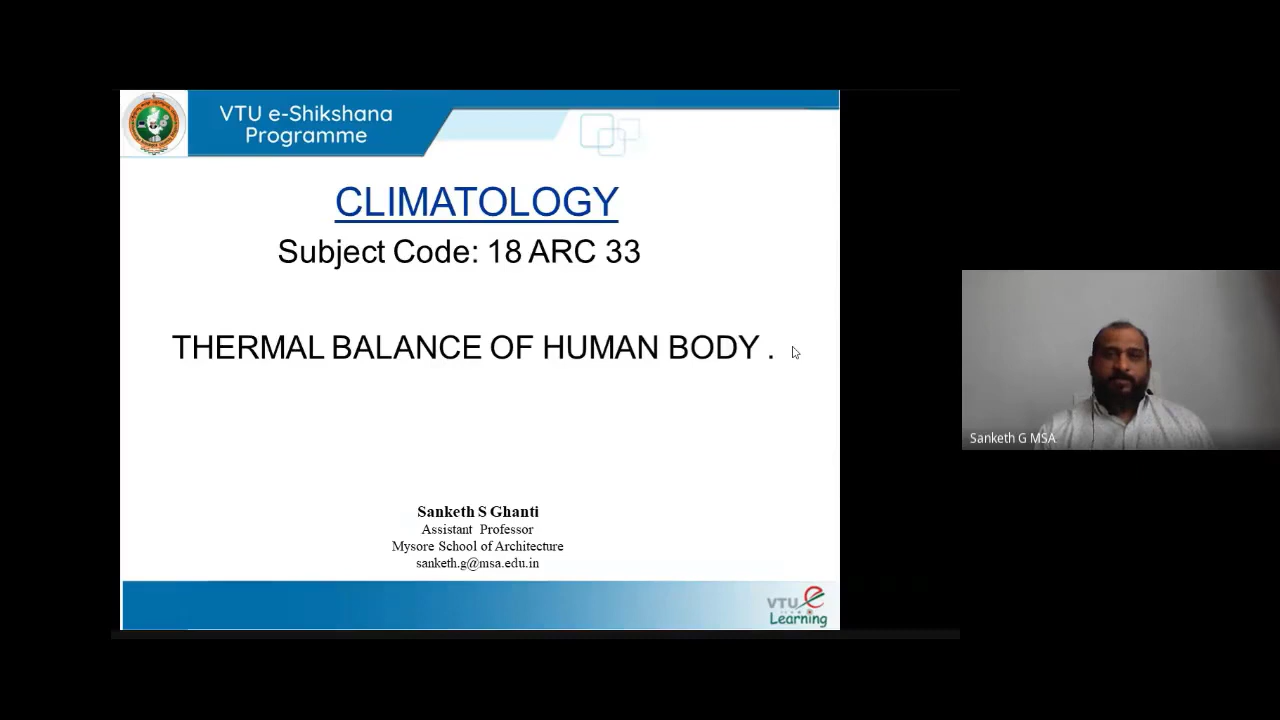 VTU e-Shikshana
Programme
CLIMATOLOGY
Subject Code: 18 ARC 33
THERMAL BALANCE OF HUMAN BODY .
Sanketh S Ghanti
Assistant Professor
Mysore School of Architecture
sanketh.g@msa.edu.in
Sanketh G MSA
VTU e
Learning